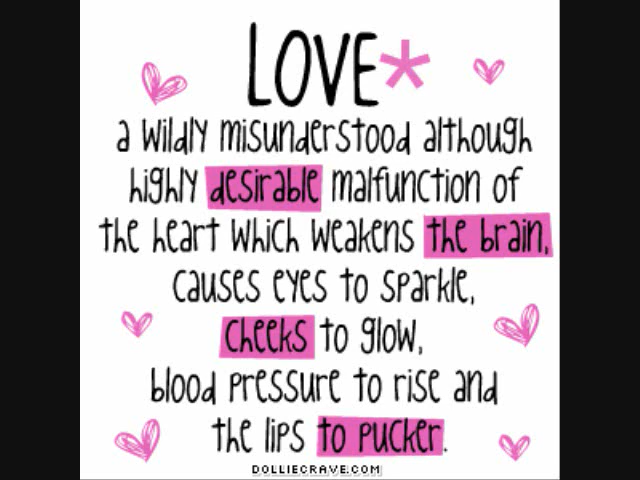 LOVE*
a wildly misunderstood although
highly desirable malfunction of
the heart which weakens the brain,
causes eyes to sparkle,
cheeks to glow,
blood pressure to rise and
the lips to pucker.
DOLLIECRAVE.COM